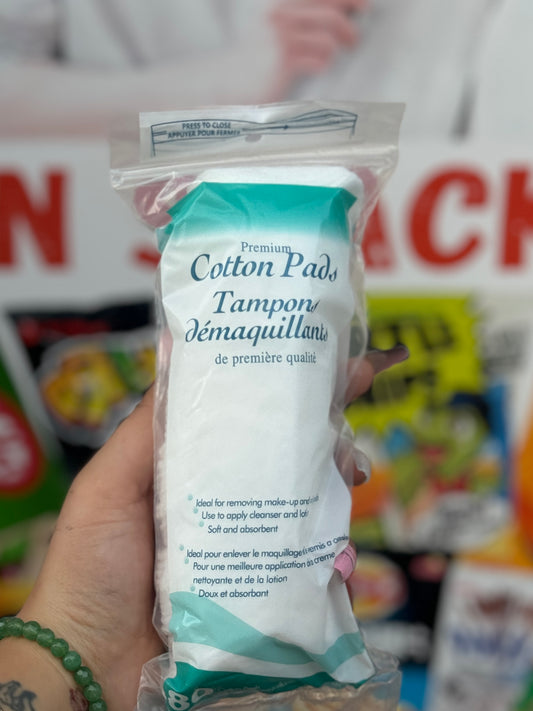 PRESS TO CLOSE
APPUYER POUR FERMER
N S ACK
Premium
Cotton Pads
Tampons
démaquillants
de première qualité
Ideal for removing make-up and
Use to apply cleanser and
Soft and absorbent
Idéal pour enlever le maquillage
Pour une meilleure application
nettoyante et de la lotion
Doux et absorbant
80